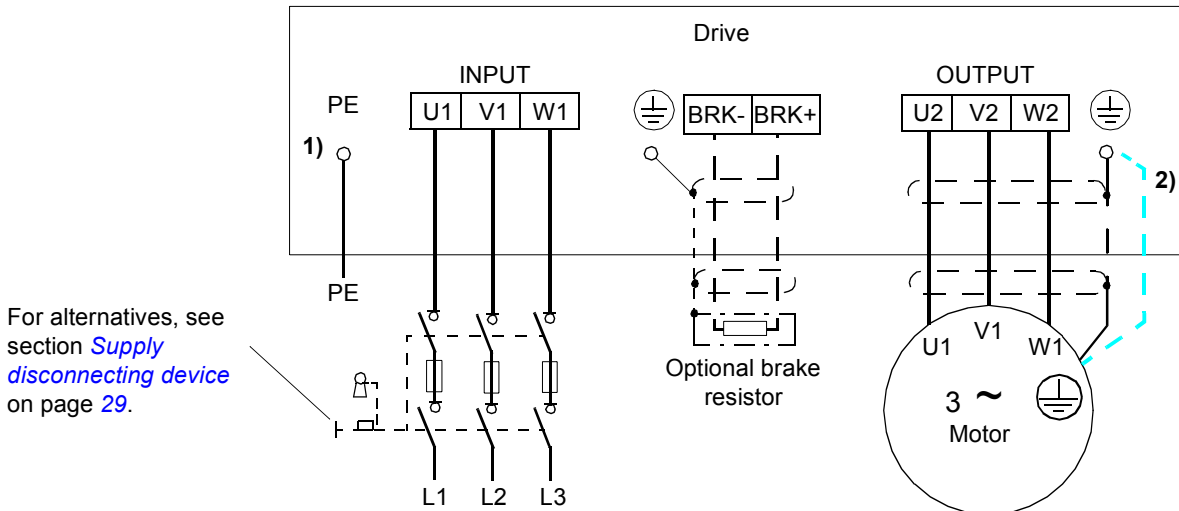 Drive
INPUT
OUTPUT
PE
U1 V1 W1
BRK- BRK+
U2 V2 W2
1)
2)
PE
For alternatives, see
section Supply
disconnecting device
on page 29.
U1 V1 W1
Optional brake
resistor
3 ~
Motor
L1 L2 L3